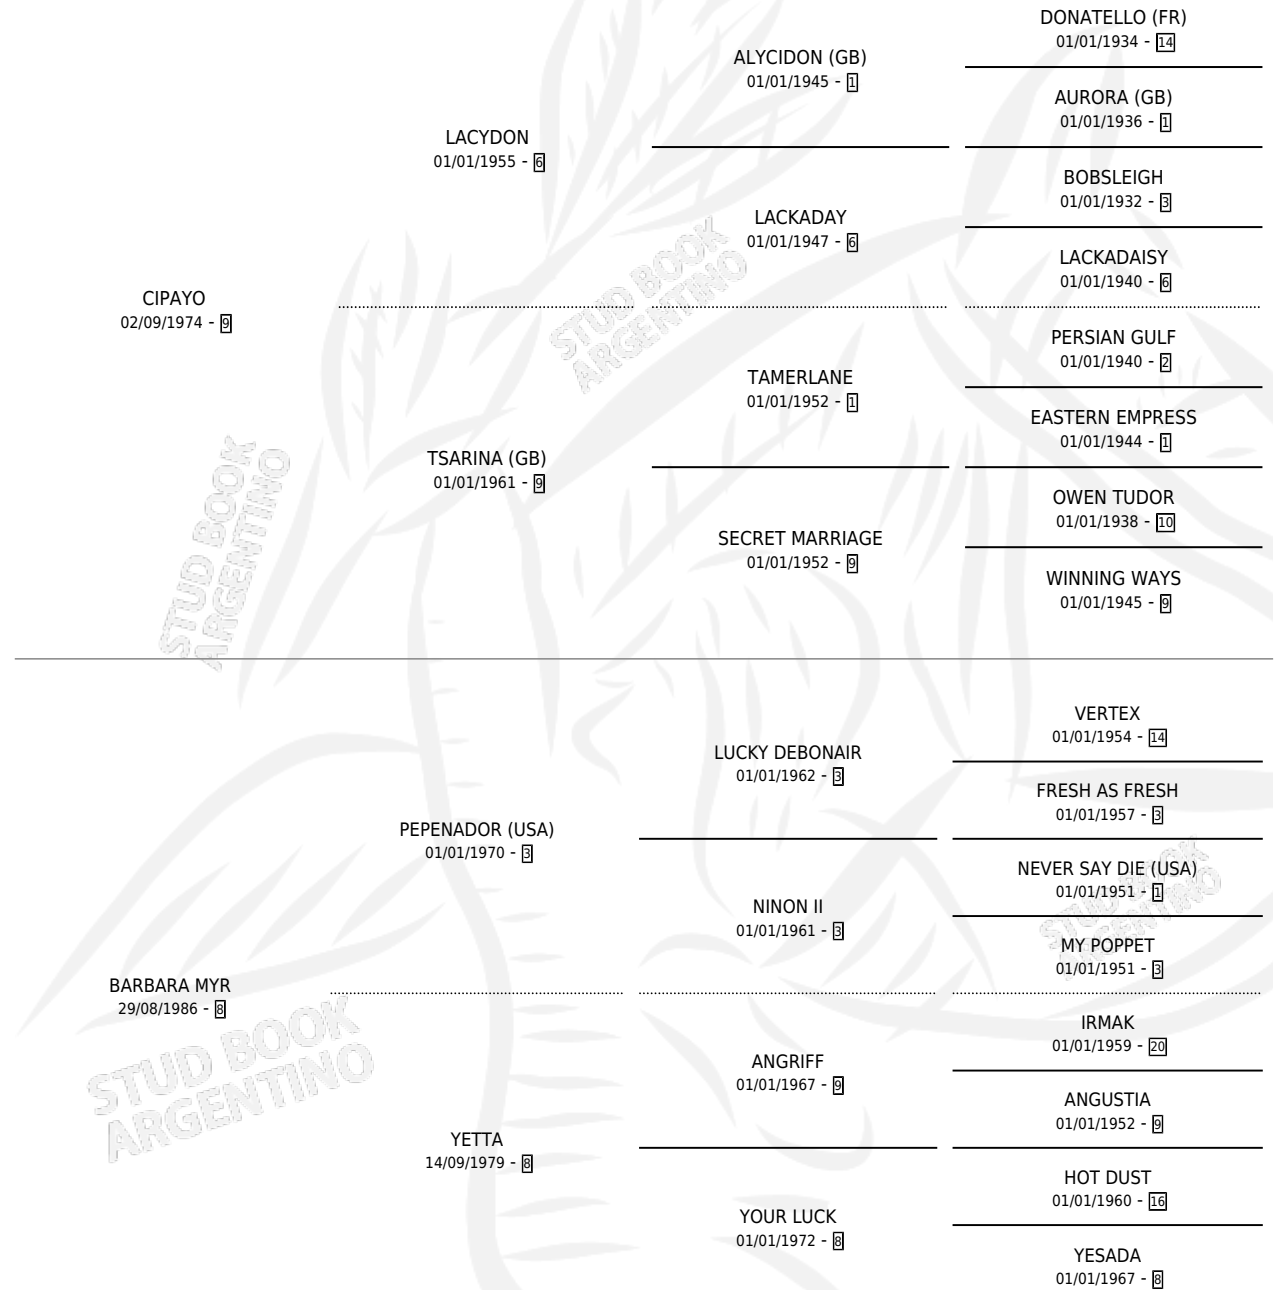 DONATELLO (FR)
01/01/1934 - 14
ALYCIDON (GB)
01/01/1945 - 1
AURORA (GB)
01/01/1936 - 1
LACYDON
01/01/1955 - 6
BOBSLEIGH
01/01/1932 - 3
LACKADAY
01/01/1947 - 6
LACKADAISY
01/01/1940 - 6
CIPAYO
02/09/1974 - 9
PERSIAN GULF
01/01/1940 - 2
TAMERLANE
01/01/1952 - 1
EASTERN EMPRESS
01/01/1944 - 1
TSARINA (GB)
01/01/1961 - 9
OWEN TUDOR
01/01/1938 - 10
SECRET MARRIAGE
01/01/1952 - 9
WINNING WAYS
01/01/1945 - 9
STUD BOOK
ARGENTINO
STUD BOOK
ARGENTINO
VERTEX
01/01/1954 - 14
LUCKY DEBONAIR
01/01/1962 - 3
FRESH AS FRESH
01/01/1957 - 3
PEPENADOR (USA)
01/01/1970 - 3
NEVER SAY DIE (USA)
01/01/1951 - 1
NINON II
01/01/1961 - 3
MY POPPET
01/01/1951 - 3
STUD BOOK
ARGENTINO
BARBARA MYR
29/08/1986 - 8
IRMAK
01/01/1959 - 20
ANGRIFF
01/01/1967 - 9
ANGUSTIA
01/01/1952 - 9
YETTA
14/09/1979 - 8
HOT DUST
01/01/1960 - 16
YOUR LUCK
01/01/1972 - 8
YESADA
01/01/1967 - 8
STUD BOOK
ARGENTINO